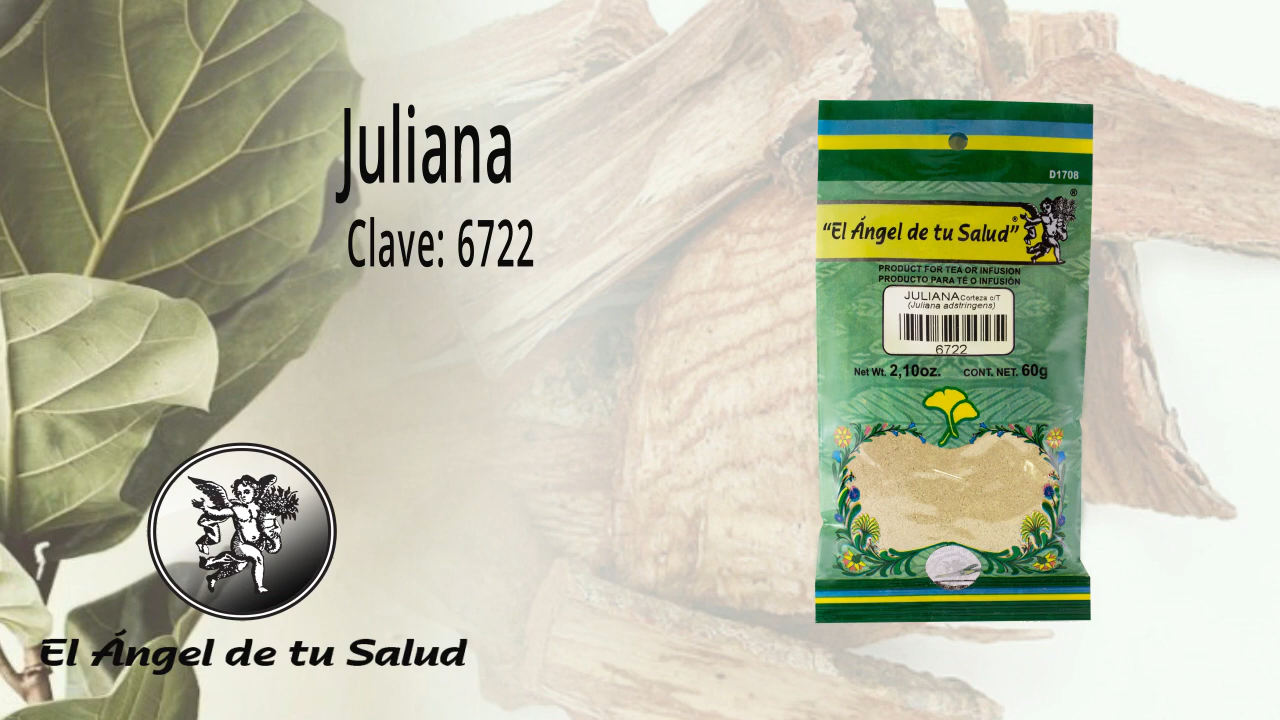 Juliana
Clave: 6722
D1708
®
"El Ángel de tu Salud"®
PRODUCT FOR TEA OR INFUSION
PRODUCTO PARA TÉ O INFUSIÓN
JULIANA Corteza c/T
(Juliana adstringens)
6722
Net Wt. 2,10oz. CONT. NET. 60g
El Ángel de tu Salud